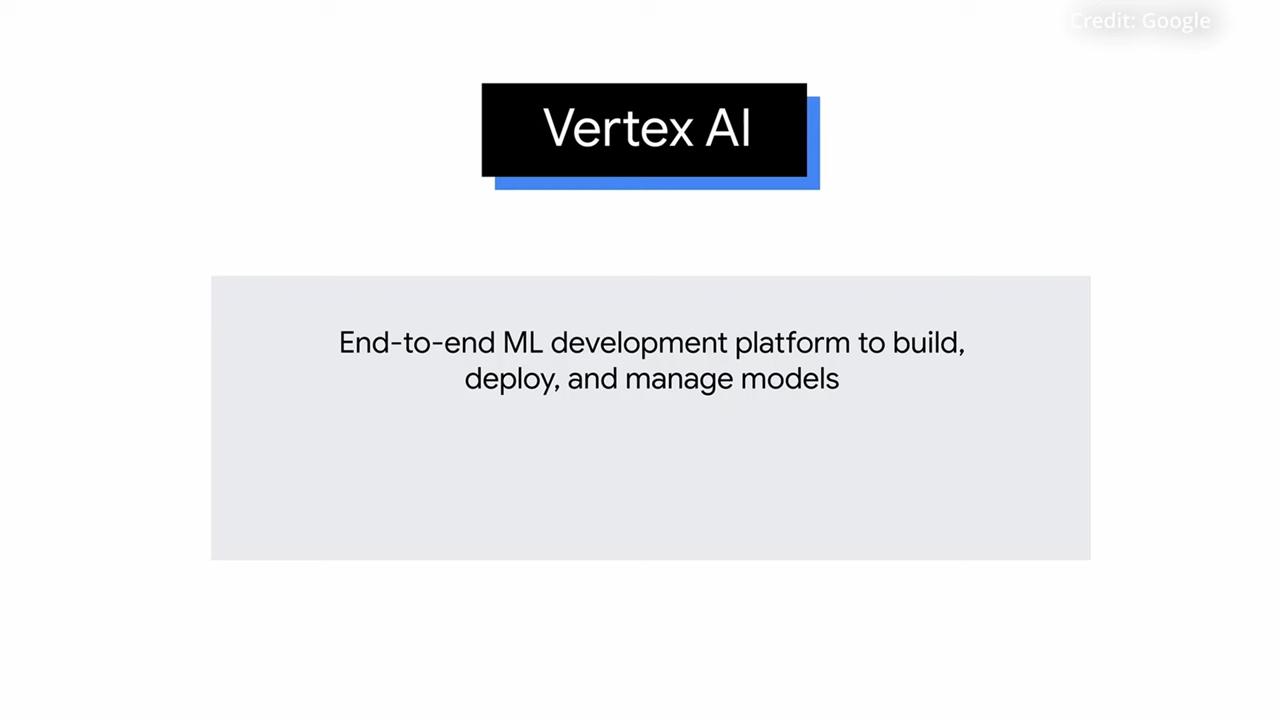 Credit: Google
Vertex AI
End-to-end ML development platform to build,
deploy, and manage models